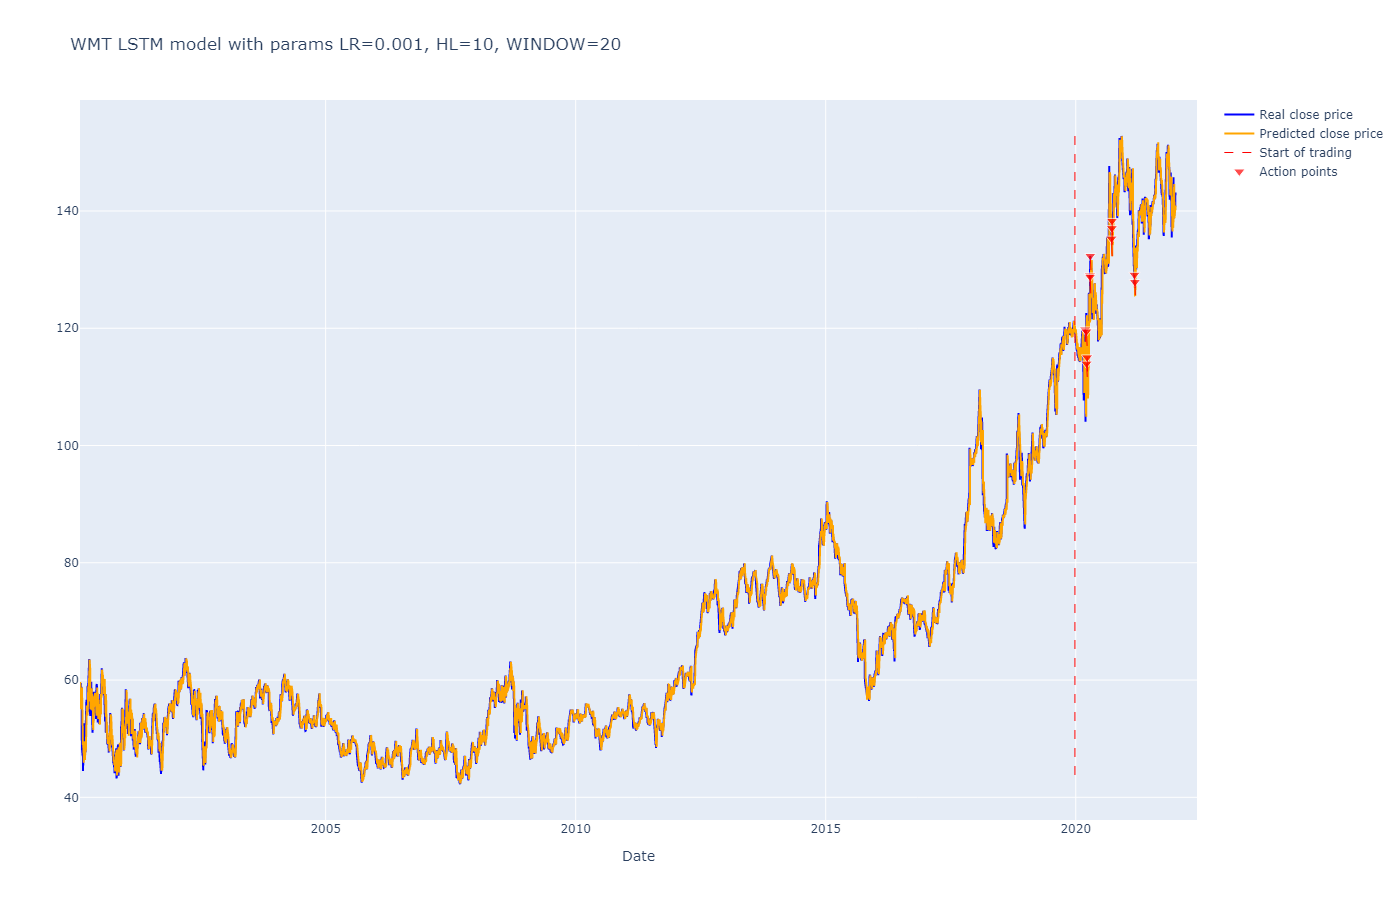 WMT LSTM model with params LR=0.001, HL=10, WINDOW=20
Real close price
Predicted close price
Start of trading
Action points
140
120
100
80
60
40
2005
2010
2015
2020
Date